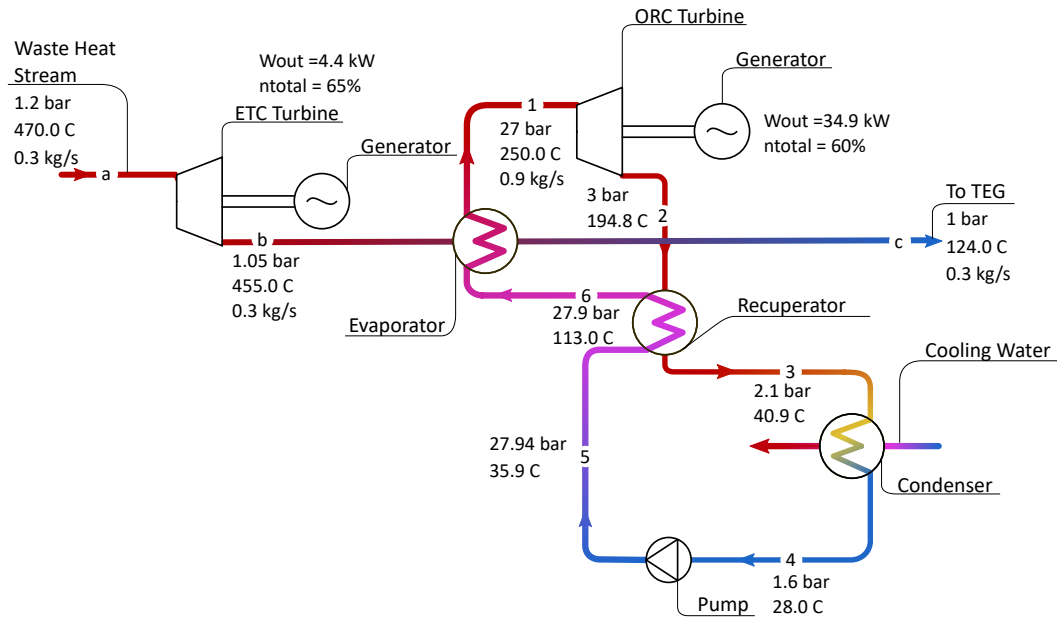 Waste Heat
Stream
1.2 bar
470.0 C
0.3 kg/s
a
Wout =4.4 kW
ntotal = 65%
ETC Turbine
Generator
b
1.05 bar
455.0 C
0.3 kg/s
Evaporator
1
27 bar
250.0 C
0.9 kg/s
ORC Turbine
Generator
Wout =34.9 kW
ntotal = 60%
3 bar
194.8 C
2
c
To TEG
1 bar
124.0 C
0.3 kg/s
6
27.9 bar
113.0 C
Recuperator
3
2.1 bar
40.9 C
Cooling Water
Condenser
27.94 bar
35.9 C
5
4
1.6 bar
28.0 C
Pump